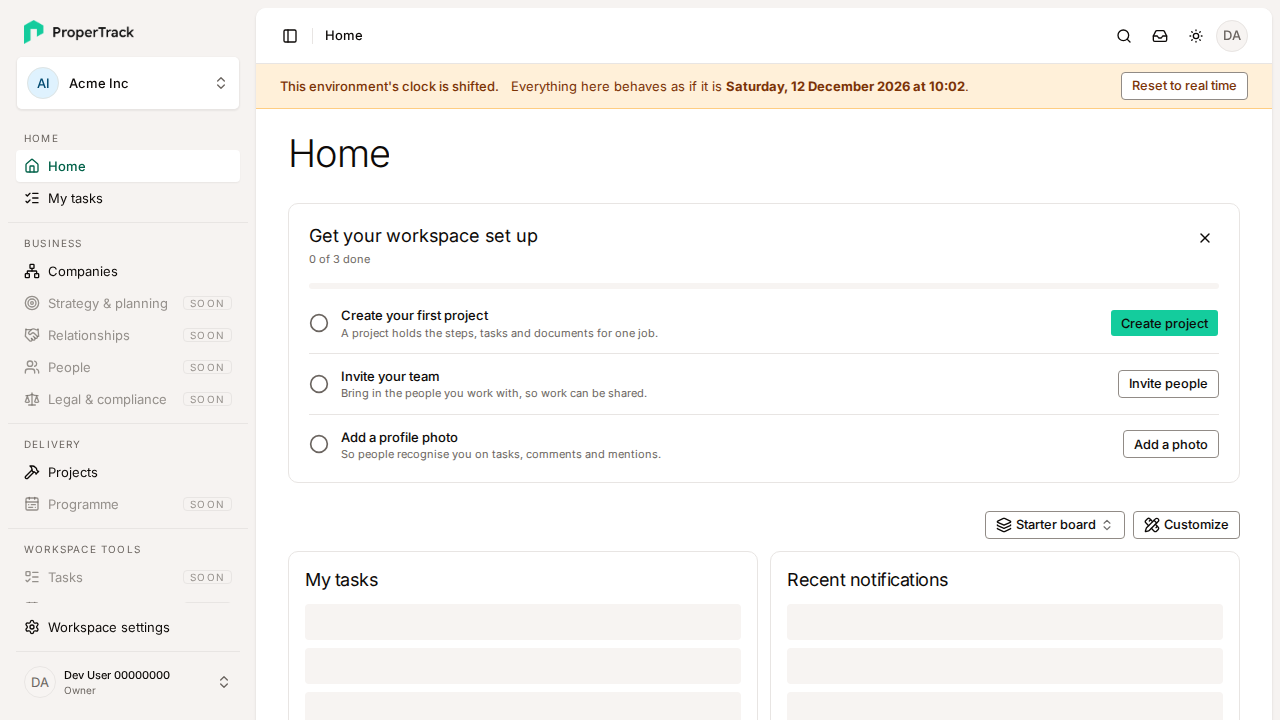 ProperTrack
Home
DA
AI
Acme Inc
This environment's clock is shifted. Everything here behaves as if it is Saturday, 12 December 2026 at 10:02.
Reset to real time
HOME
Home
My tasks
BUSINESS
Companies
Strategy & planning SOON
Relationships SOON
People SOON
Legal & compliance SOON
DELIVERY
Projects
Programme SOON
WORKSPACE TOOLS
Tasks SOON
Workspace settings
DA
Dev User 00000000
Owner
Home
Get your workspace set up
0 of 3 done
Create your first project
A project holds the steps, tasks and documents for one job.
Create project
Invite your team
Bring in the people you work with, so work can be shared.
Invite people
Add a profile photo
So people recognise you on tasks, comments and mentions.
Add a photo
Starter board
Customize
My tasks
Recent notifications